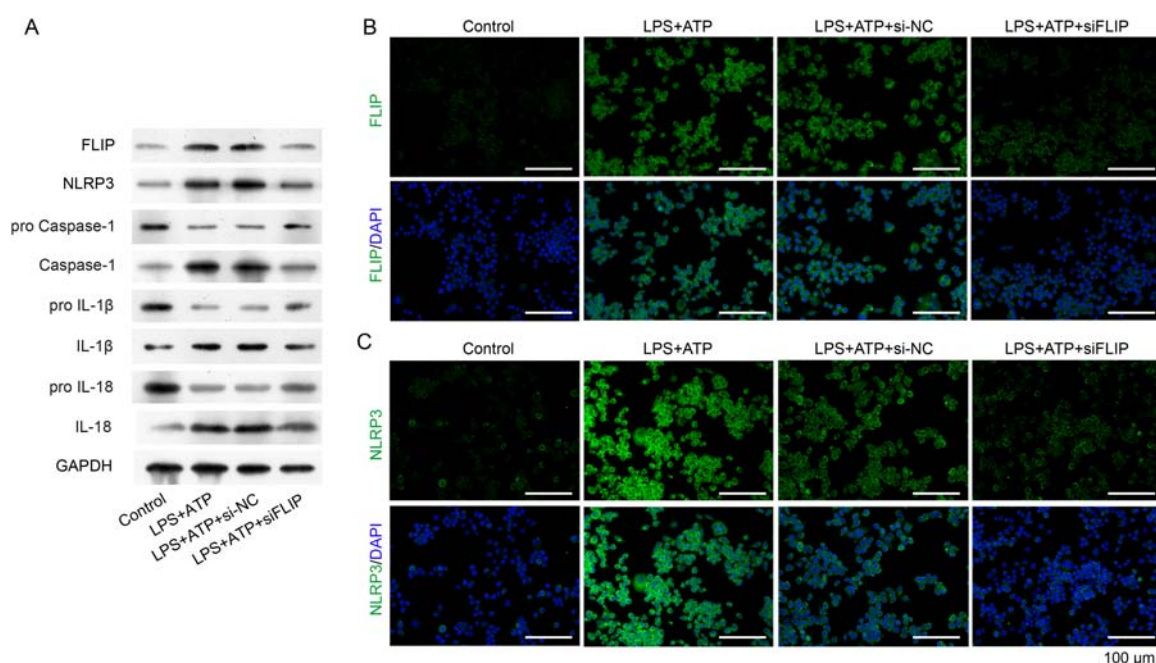 A
FLIP
NLRP3
pro Caspase-1
Caspase-1
pro IL-1β
IL-1β
pro IL-18
IL-18
GAPDH
Control
LPS+ATP
LPS+ATP+si-NC
LPS+ATP+siFLIP
B
Control LPS+ATP LPS+ATP+si-NC LPS+ATP+siFLIP
FLIP
FLIP/DAPI
C
Control LPS+ATP LPS+ATP+si-NC LPS+ATP+siFLIP
NLRP3
NLRP3/DAPI
100 μm